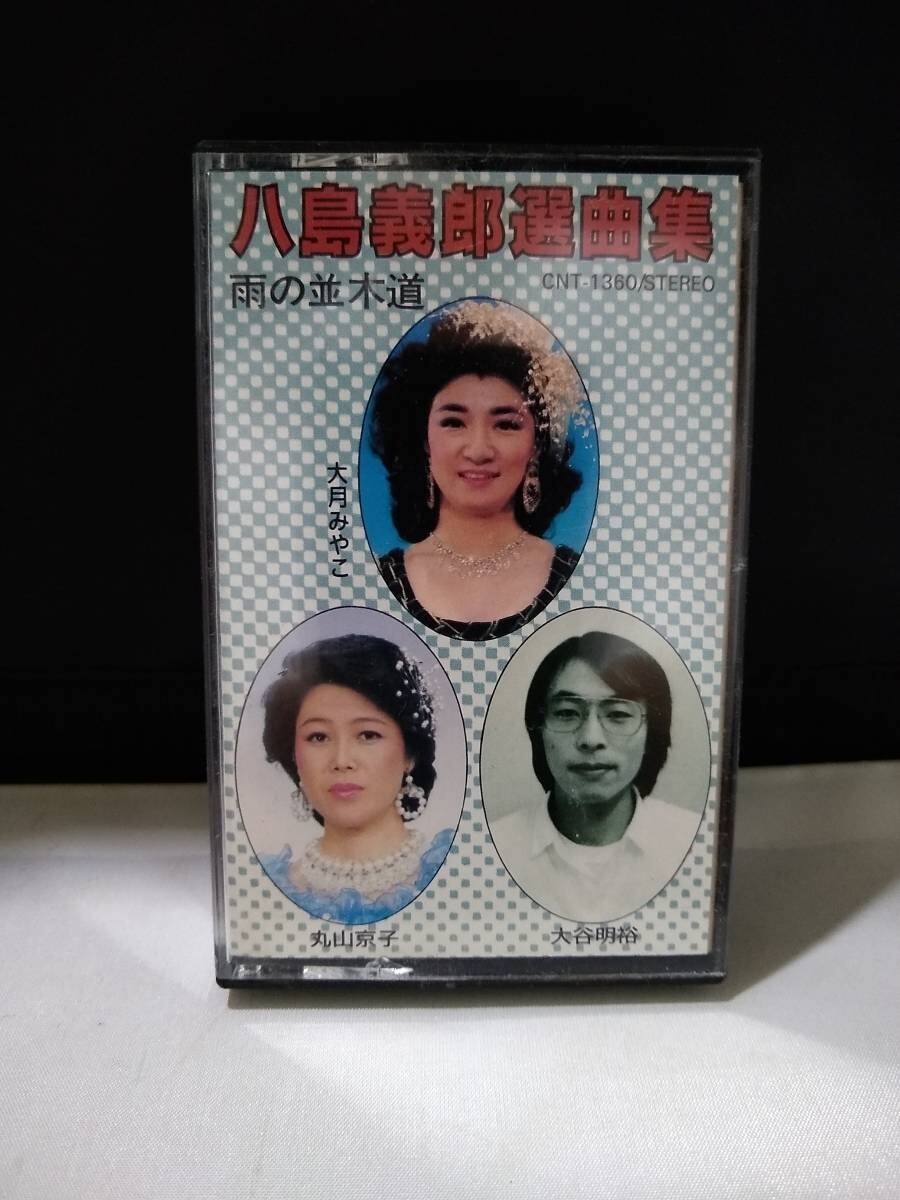 八島義郎選曲集
雨の並木道
CNT-1360/STEREO
大月みやこ
丸山京子
大谷明裕